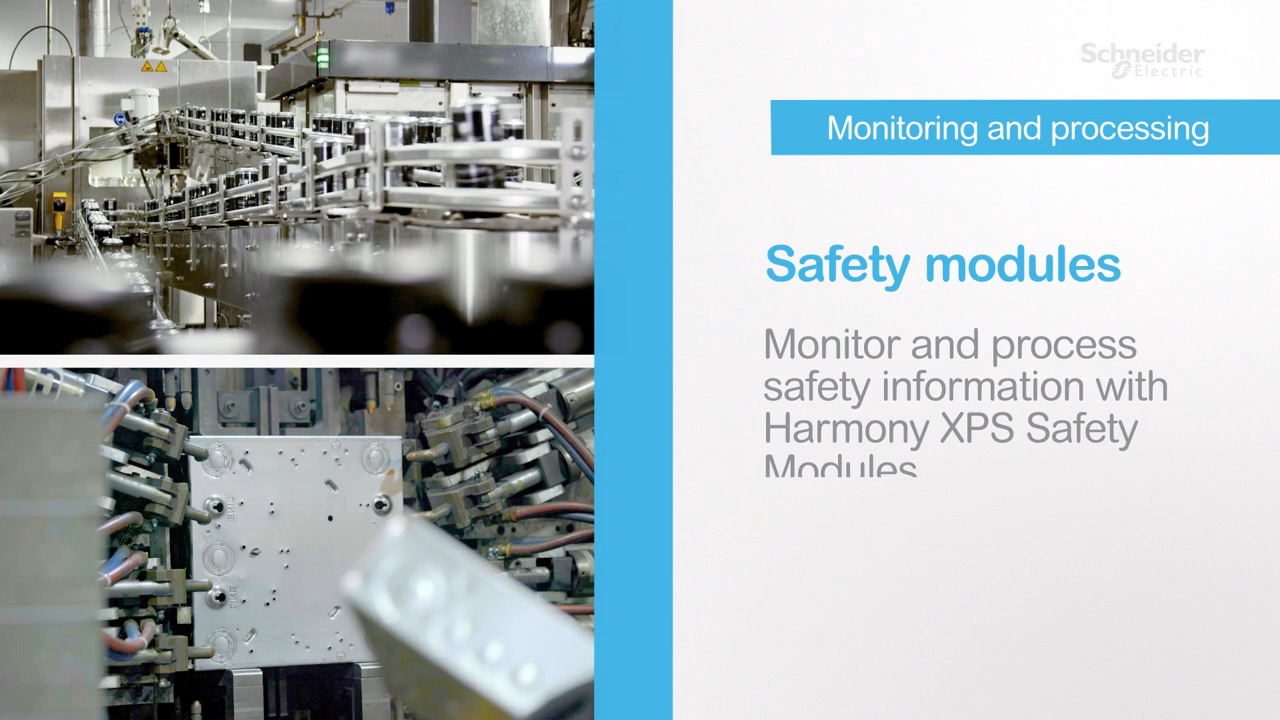 Schneider
Electric
Monitoring and processing
Safety modules
Monitor and process
safety information with
Harmony XPS Safety
Modules